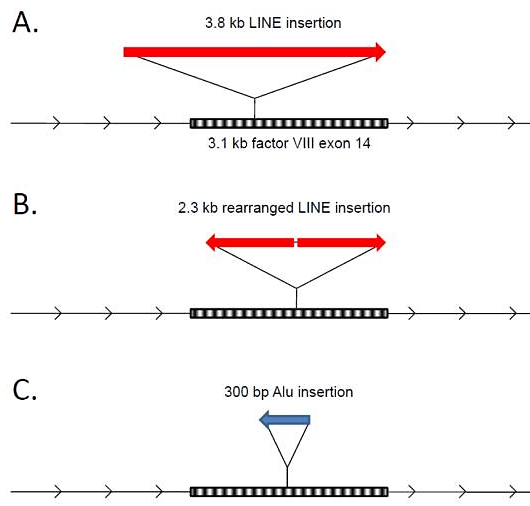 A.
3.8 kb LINE insertion
3.1 kb factor VIII exon 14
B.
2.3 kb rearranged LINE insertion
C.
300 bp Alu insertion